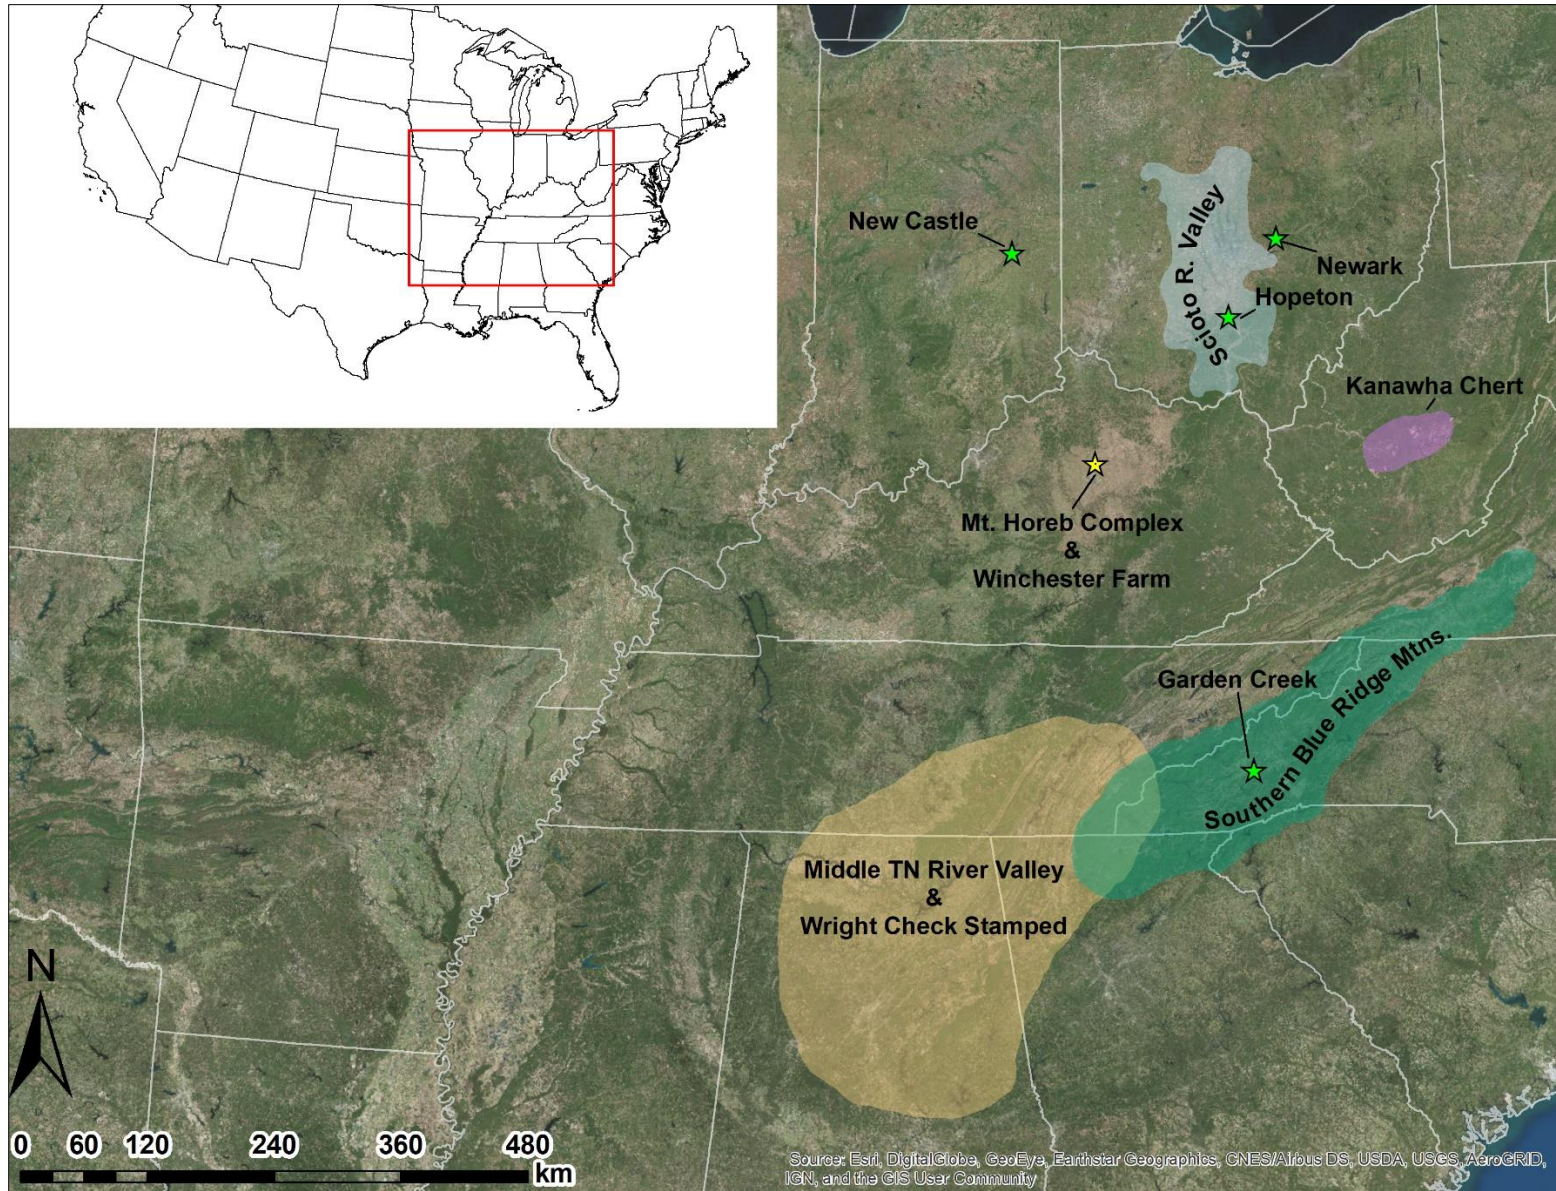 New Castle
Scioto R. Valley
Newark
Hopeton
Kanawha Chert
Mt. Horeb Complex
&
Winchester Farm
Garden Creek
Southern Blue Ridge Mtns.
Middle TN River Valley
&
Wright Check Stamped
N
0 60 120 240 360 480
km
Source: Esri, DigitalGlobe, GeoEye, Earthstar Geographics, CNES/Airbus DS, USDA, USGS, AeroGRID,
IGN, and the GIS User Community